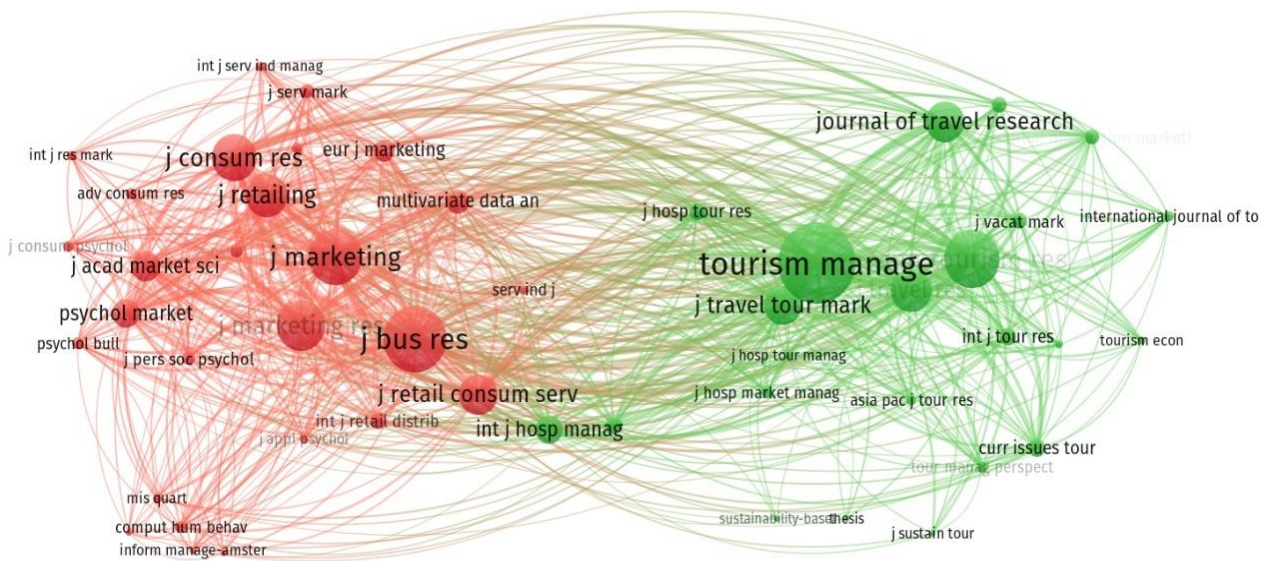 int j serv ind manag
j serv mark
journal of travel research
int j res mark
j consum res
eur j marketing
adv consum res
j retailing
multivariate data an
j hosp tour res
j vacat mark
international journal of to
j consum psychol
j acad market sci
j marketing
tourism manage
tourism res
serv ind j
psychol market
j marketing res
j bus res
j travel tour mark
psychol bull
j pers soc psychol
j hosp tour manag
int j tour res
tourism econ
j retail consum serv
j hosp market manag
asia pac j tour res
int j retail distrib
int j hosp manag
j appl psychol
curr issues tour
tour manag perspect
mis quart
comput hum behav
inform manage-amster
sustainability-basel
thesis
j sustain tour